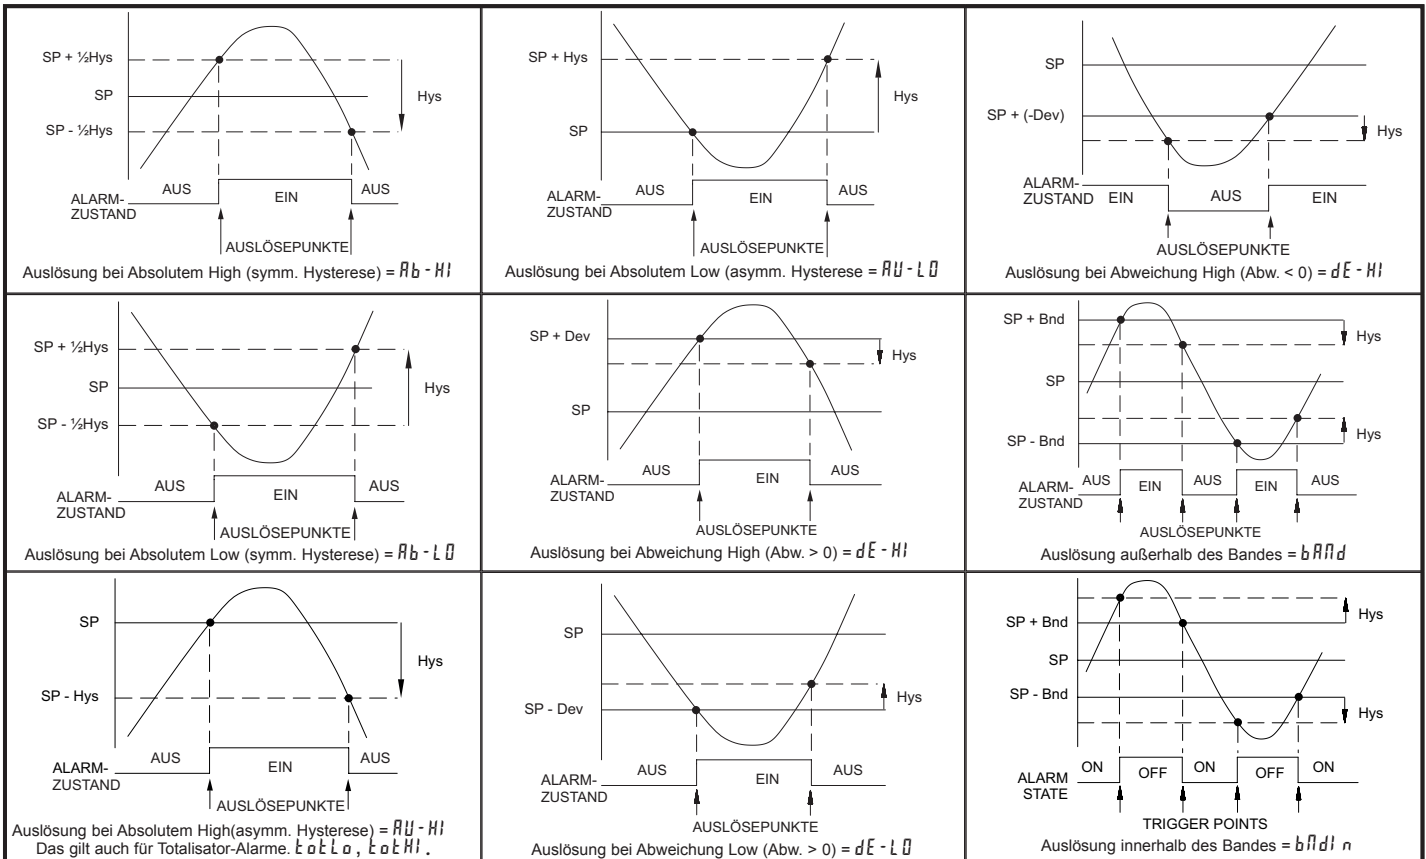 SP + ½Hys
SP
SP - ½Hys
Hys
AUS
EIN
AUS
ALARM-
ZUSTAND
AUSLÖSEPUNKTE
Auslösung bei Absolutem High (symm. Hysterese) = Ab-HI
SP + Hys
SP
Hys
AUS
EIN
AUS
ALARM-
ZUSTAND
AUSLÖSEPUNKTE
Auslösung bei Absolutem Low (asymm. Hysterese = AU-LO
SP
SP + (-Dev)
Hys
ALARM-
ZUSTAND
EIN
AUS
EIN
AUSLÖSEPUNKTE
Auslösung bei Abweichung High (Abw. < 0) = dE-HI
SP + ½Hys
SP
SP - ½Hys
Hys
AUS
EIN
AUS
ALARM-
ZUSTAND
AUSLÖSEPUNKTE
Auslösung bei Absolutem Low (symm. Hysterese) = Ab-LO
SP + Dev
Hys
SP
AUS
EIN
AUS
ALARM-
ZUSTAND
AUSLÖSEPUNKTE
Auslösung bei Abweichung High (Abw. > 0) = dE-HI
SP + Bnd
Hys
SP
SP - Bnd
Hys
AUS
EIN
AUS
EIN
AUS
ALARM-
ZUSTAND
AUSLÖSEPUNKTE
Auslösung außerhalb des Bandes = bANd
SP
SP - Hys
Hys
AUS
EIN
AUS
ALARM-
ZUSTAND
AUSLÖSEPUNKTE
Auslösung bei Absolutem High(asymm. Hysterese) = AU-HI
Das gilt auch für Totalisator-Alarme. totLo, totHI.
SP
SP - Dev
Hys
AUS
EIN
AUS
ALARM-
ZUSTAND
AUSLÖSEPUNKTE
Auslösung bei Abweichung Low (Abw. > 0) = dE-LO
SP + Bnd
Hys
SP
SP - Bnd
Hys
ON
OFF
ON
OFF
ON
ALARM
STATE
TRIGGER POINTS
Auslösung innerhalb des Bandes = bNdIn